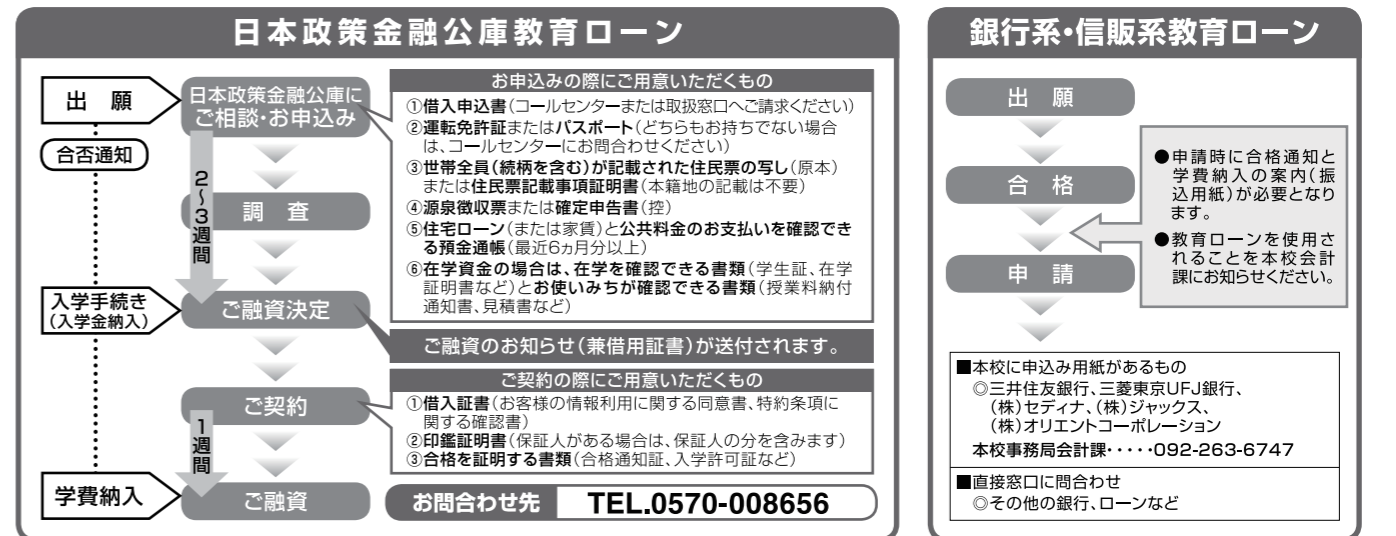 日本政策金融公庫教育ローン
出願
合否通知
入学手続き
(入学金納入)
学費納入
日本政策金融公庫に
ご相談・お申込み
2〜3週間
調査
ご融資決定
ご契約
1週間
ご融資
お申込みの際にご用意いただくもの
①借入申込書(コールセンターまたは取扱窓口へご請求ください)
②運転免許証またはパスポート(どちらもお持ちでない場合
は、コールセンターにお問合わせください)
③世帯全員(続柄を含む)が記載された住民票の写し(原本)
または住民票記載事項証明書(本籍地の記載は不要)
④源泉徴収票または確定申告書(控)
⑤住宅ローン(または家賃)と公共料金のお支払いを確認でき
る預金通帳(最近6ヵ月分以上)
⑥在学資金の場合は、在学を確認できる書類(学生証、在学
証明書など)とお使いみちが確認できる書類(授業料納付
通知書、見積書など)
ご融資のお知らせ(兼借用証書)が送付されます。
ご契約の際にご用意いただくもの
①借入証書(お客様の情報利用に関する同意書、特約条項に
関する確認書)
②印鑑証明書(保証人がある場合は、保証人の分を含みます)
③合格を証明する書類(合格通知証、入学許可証など)
お問合わせ先 TEL.0570-008656
銀行系・信販系教育ローン
出願
合格
申請
●申請時に合格通知と
学費納入の案内(振
込用紙)が必要となり
ます。
●教育ローンを使用さ
れることを本校会計
課にお知らせください。
■本校に申込み用紙があるもの
◎三井住友銀行、三菱東京UFJ銀行、
(株)セディナ、(株)ジャックス、
(株)オリエントコーポレーション
本校事務局会計課・・・・・092-263-6747
■直接窓口に問合わせ
◎その他の銀行、ローンなど